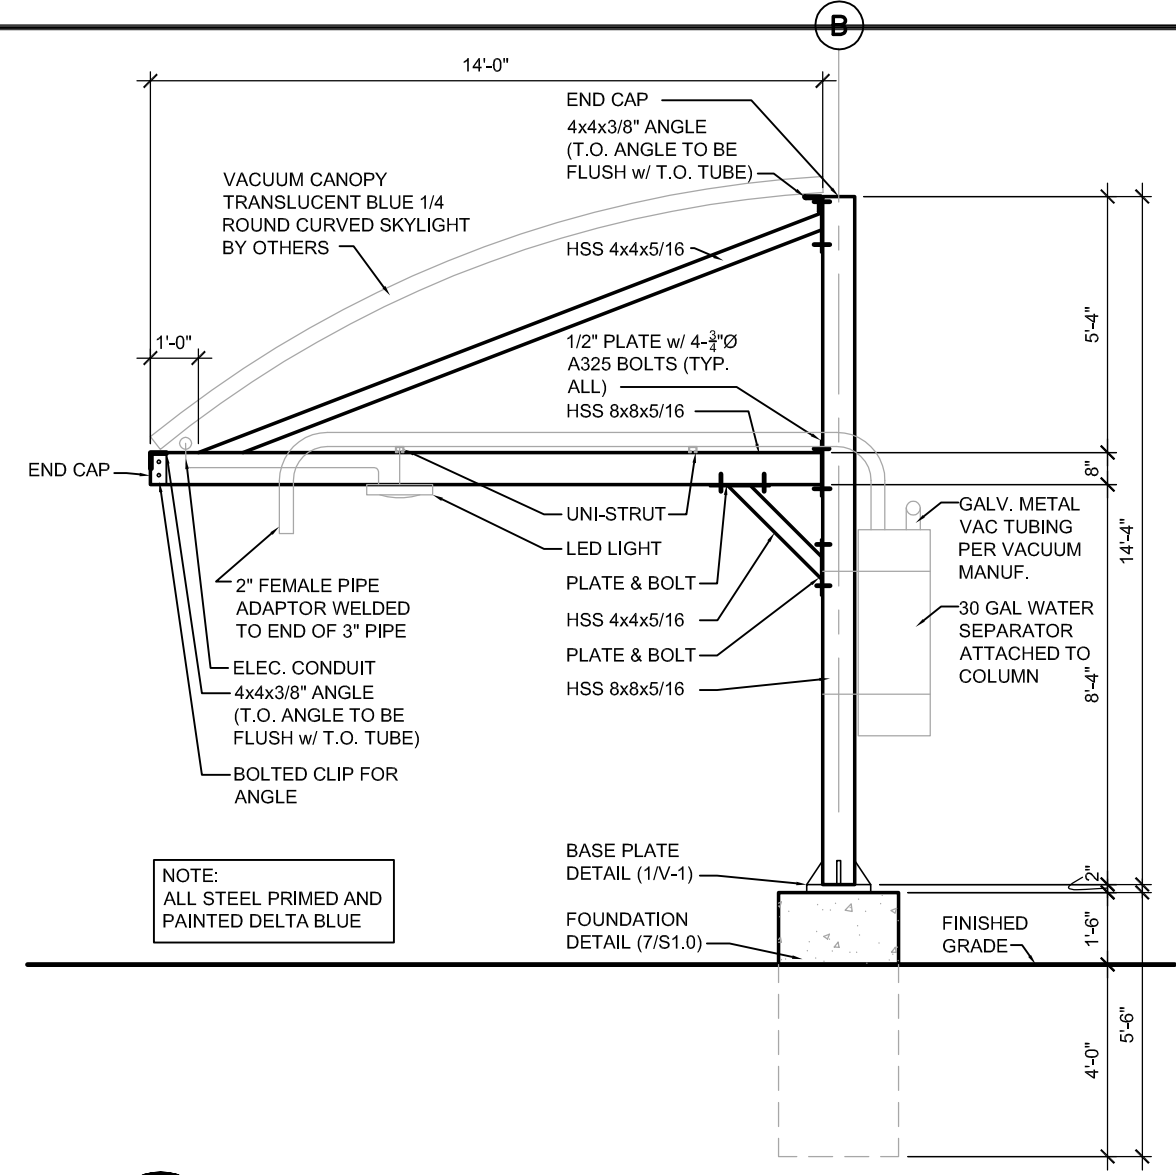 B
14'-0"
END CAP
4x4x3/8" ANGLE
(T.O. ANGLE TO BE
FLUSH w/ T.O. TUBE)
VACUUM CANOPY
TRANSLUCENT BLUE 1/4
ROUND CURVED SKYLIGHT
BY OTHERS
HSS 4x4x5/16
1'-0"
1/2" PLATE w/ 4-3/4"Ø
A325 BOLTS (TYP.
ALL)
HSS 8x8x5/16
5'-4"
END CAP
8"
14'-4"
UNI-STRUT
LED LIGHT
PLATE & BOLT
HSS 4x4x5/16
PLATE & BOLT
HSS 8x8x5/16
GALV. METAL
VAC TUBING
PER VACUUM
MANUF.
30 GAL WATER
SEPARATOR
ATTACHED TO
COLUMN
8'-4"
2" FEMALE PIPE
ADAPTOR WELDED
TO END OF 3" PIPE
ELEC. CONDUIT
4x4x3/8" ANGLE
(T.O. ANGLE TO BE
FLUSH w/ T.O. TUBE)
BOLTED CLIP FOR
ANGLE
NOTE:
ALL STEEL PRIMED AND
PAINTED DELTA BLUE
BASE PLATE
DETAIL (1/V-1)
FOUNDATION
DETAIL (7/S1.0)
FINISHED
GRADE
2"
1'-6"
4'-0"
5'-6"